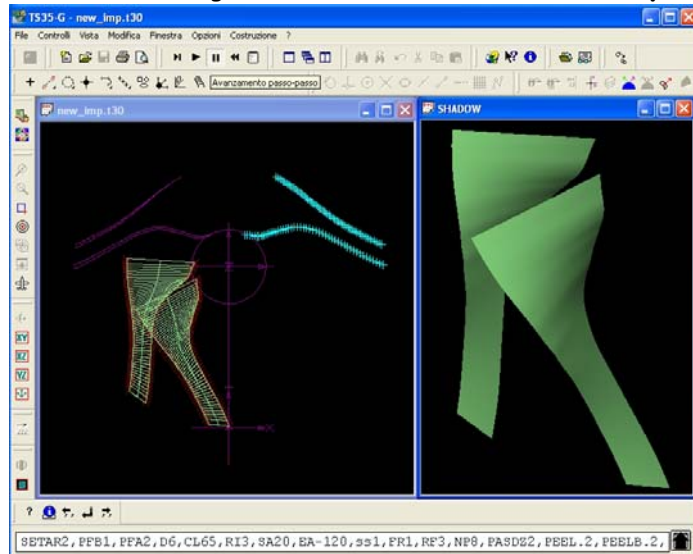 TS35-G - new_imp.t30
File Controlli Vista Modifica Finestra Opzioni Costruzione ?
Avanzamento passo-passo
new_imp.t30
SHADOW
XY
XZ
YZ
X
SETAR2,PFB1,PFA2,D6,CL65,RI3,SA20,EA-120,ss1,FR1,RF3,NP8,PASDZ2,PEEL.2,PEELB.2,